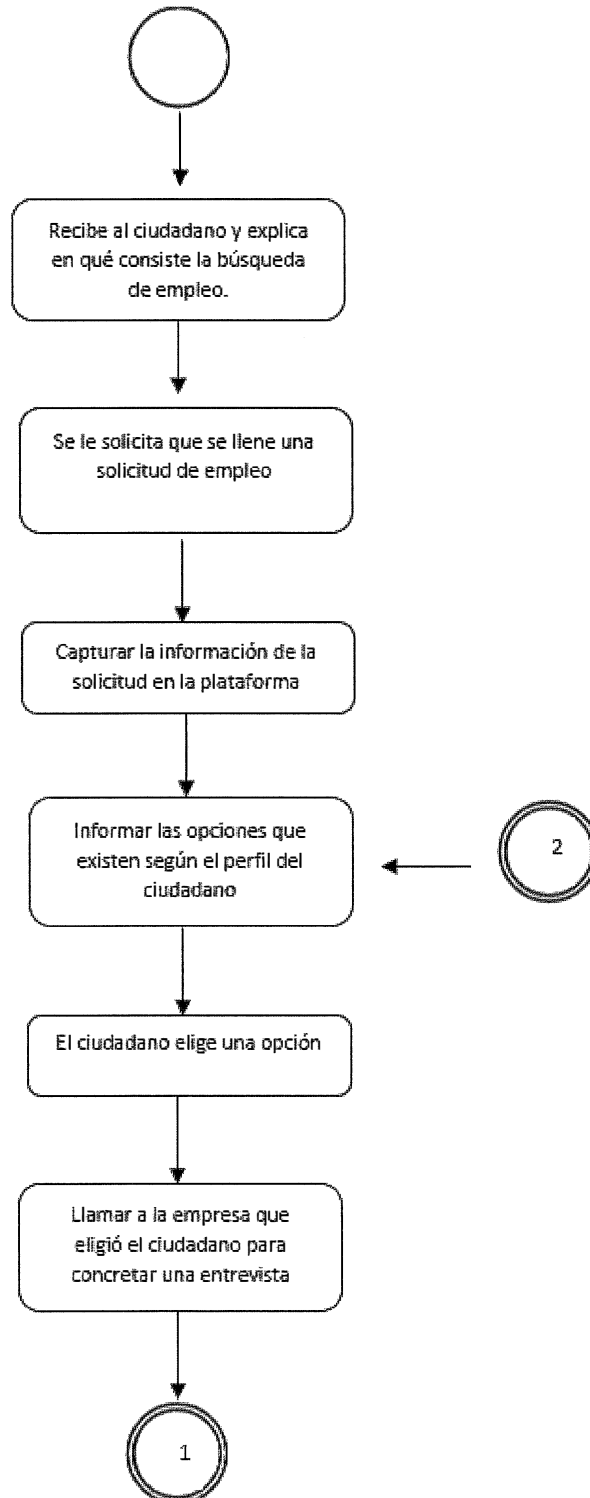 Recibe al ciudadano y explica
en qué consiste la búsqueda
de empleo.
Se le solicita que se llene una
solicitud de empleo
Capturar la información de la
solicitud en la plataforma
Informar las opciones que
existen según el perfil del
ciudadano
2
El ciudadano elige una opción
Llamar a la empresa que
eligió el ciudadano para
concretar una entrevista
1